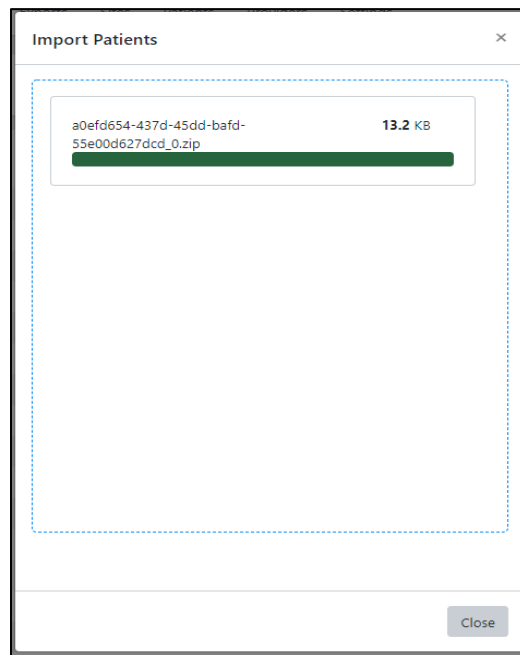 Import Patients ×
a0efd654-437d-45dd-bafd- 13.2 KB
55e00d627dcd_0.zip
Close